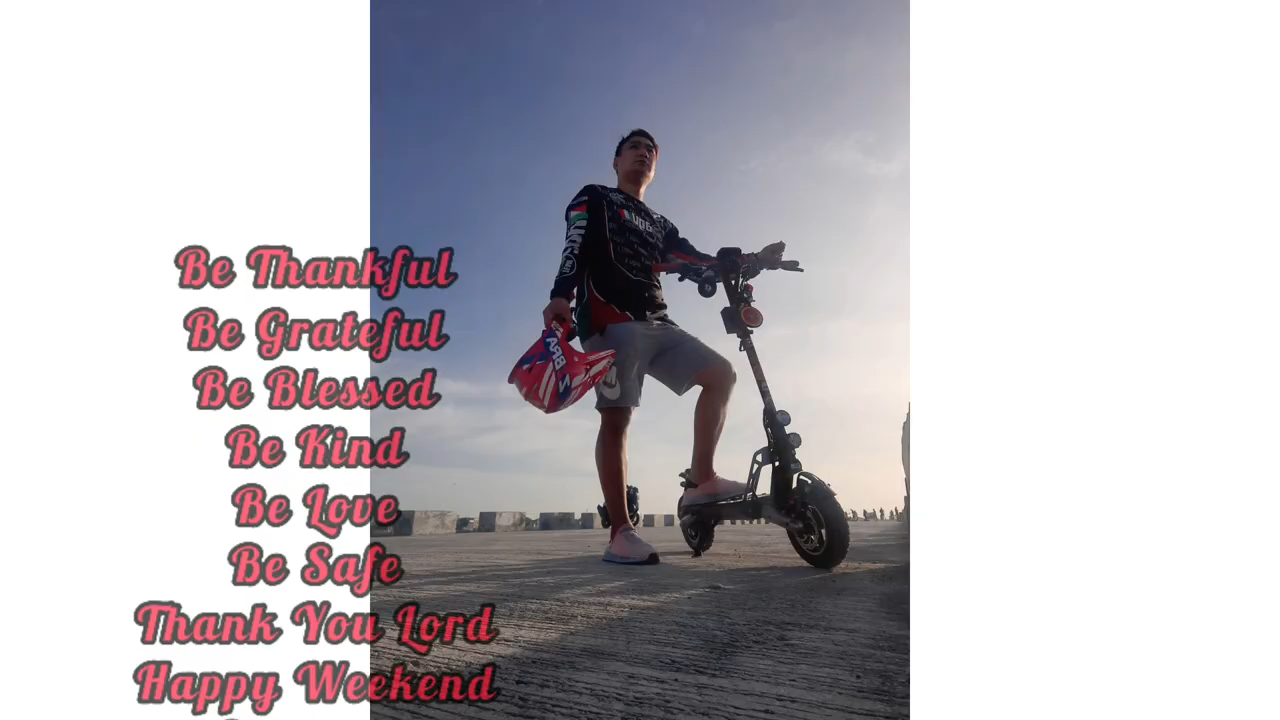 Be Thankful
Be Grateful
Be Blessed
Be Kind
Be Love
Be Safe
Thank You Lord
Happy Weekend